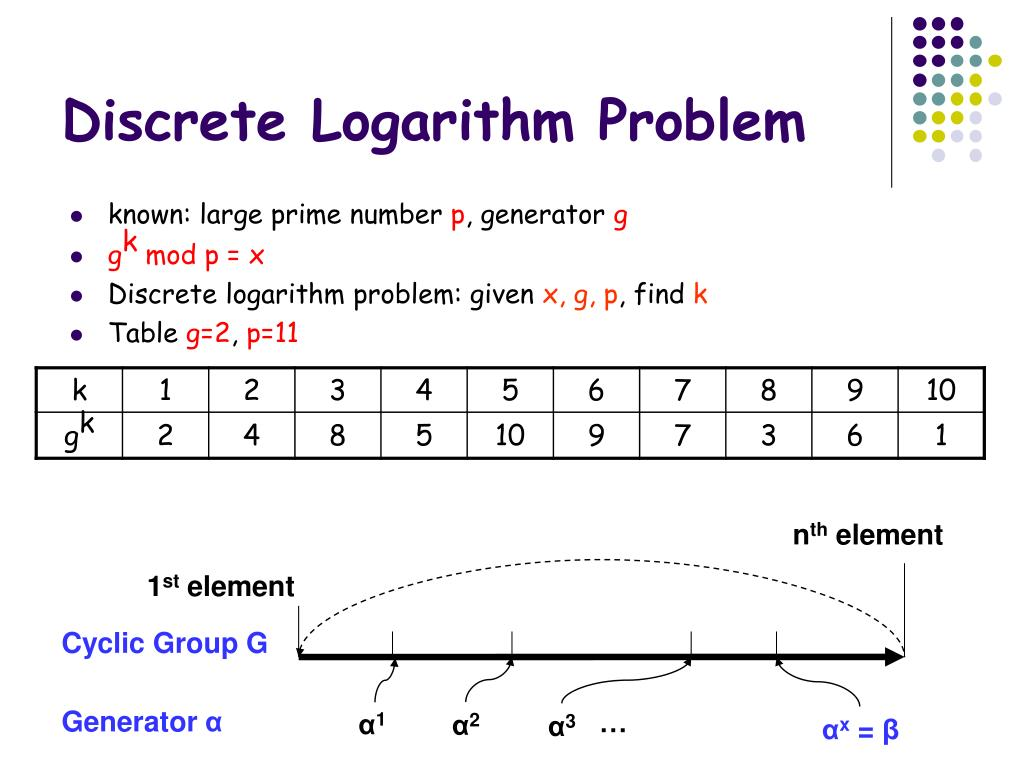 Discrete Logarithm Problem
known: large prime number p, generator g
g^k mod p = x
Discrete logarithm problem: given x, g, p, find k
Table g=2, p=11
k 1 2 3 4 5 6 7 8 9 10
g^k 2 4 8 5 10 9 7 3 6 1
nth element
1st element
Cyclic Group G
Generator α α¹ α² α³ … αˣ = β